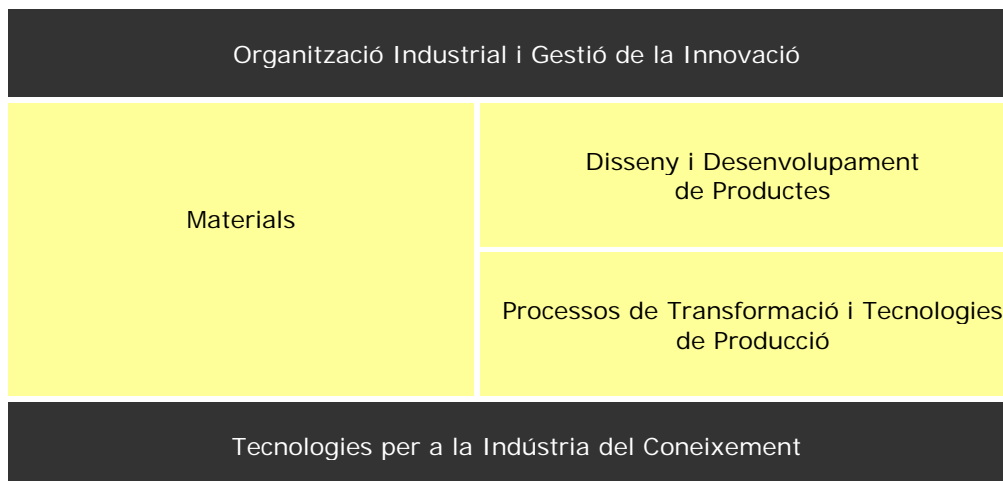 Organització Industrial i Gestió de la Innovació
Materials
Disseny i Desenvolupament
de Productes
Processos de Transformació i Tecnologies
de Producció
Tecnologies per a la Indústria del Coneixement